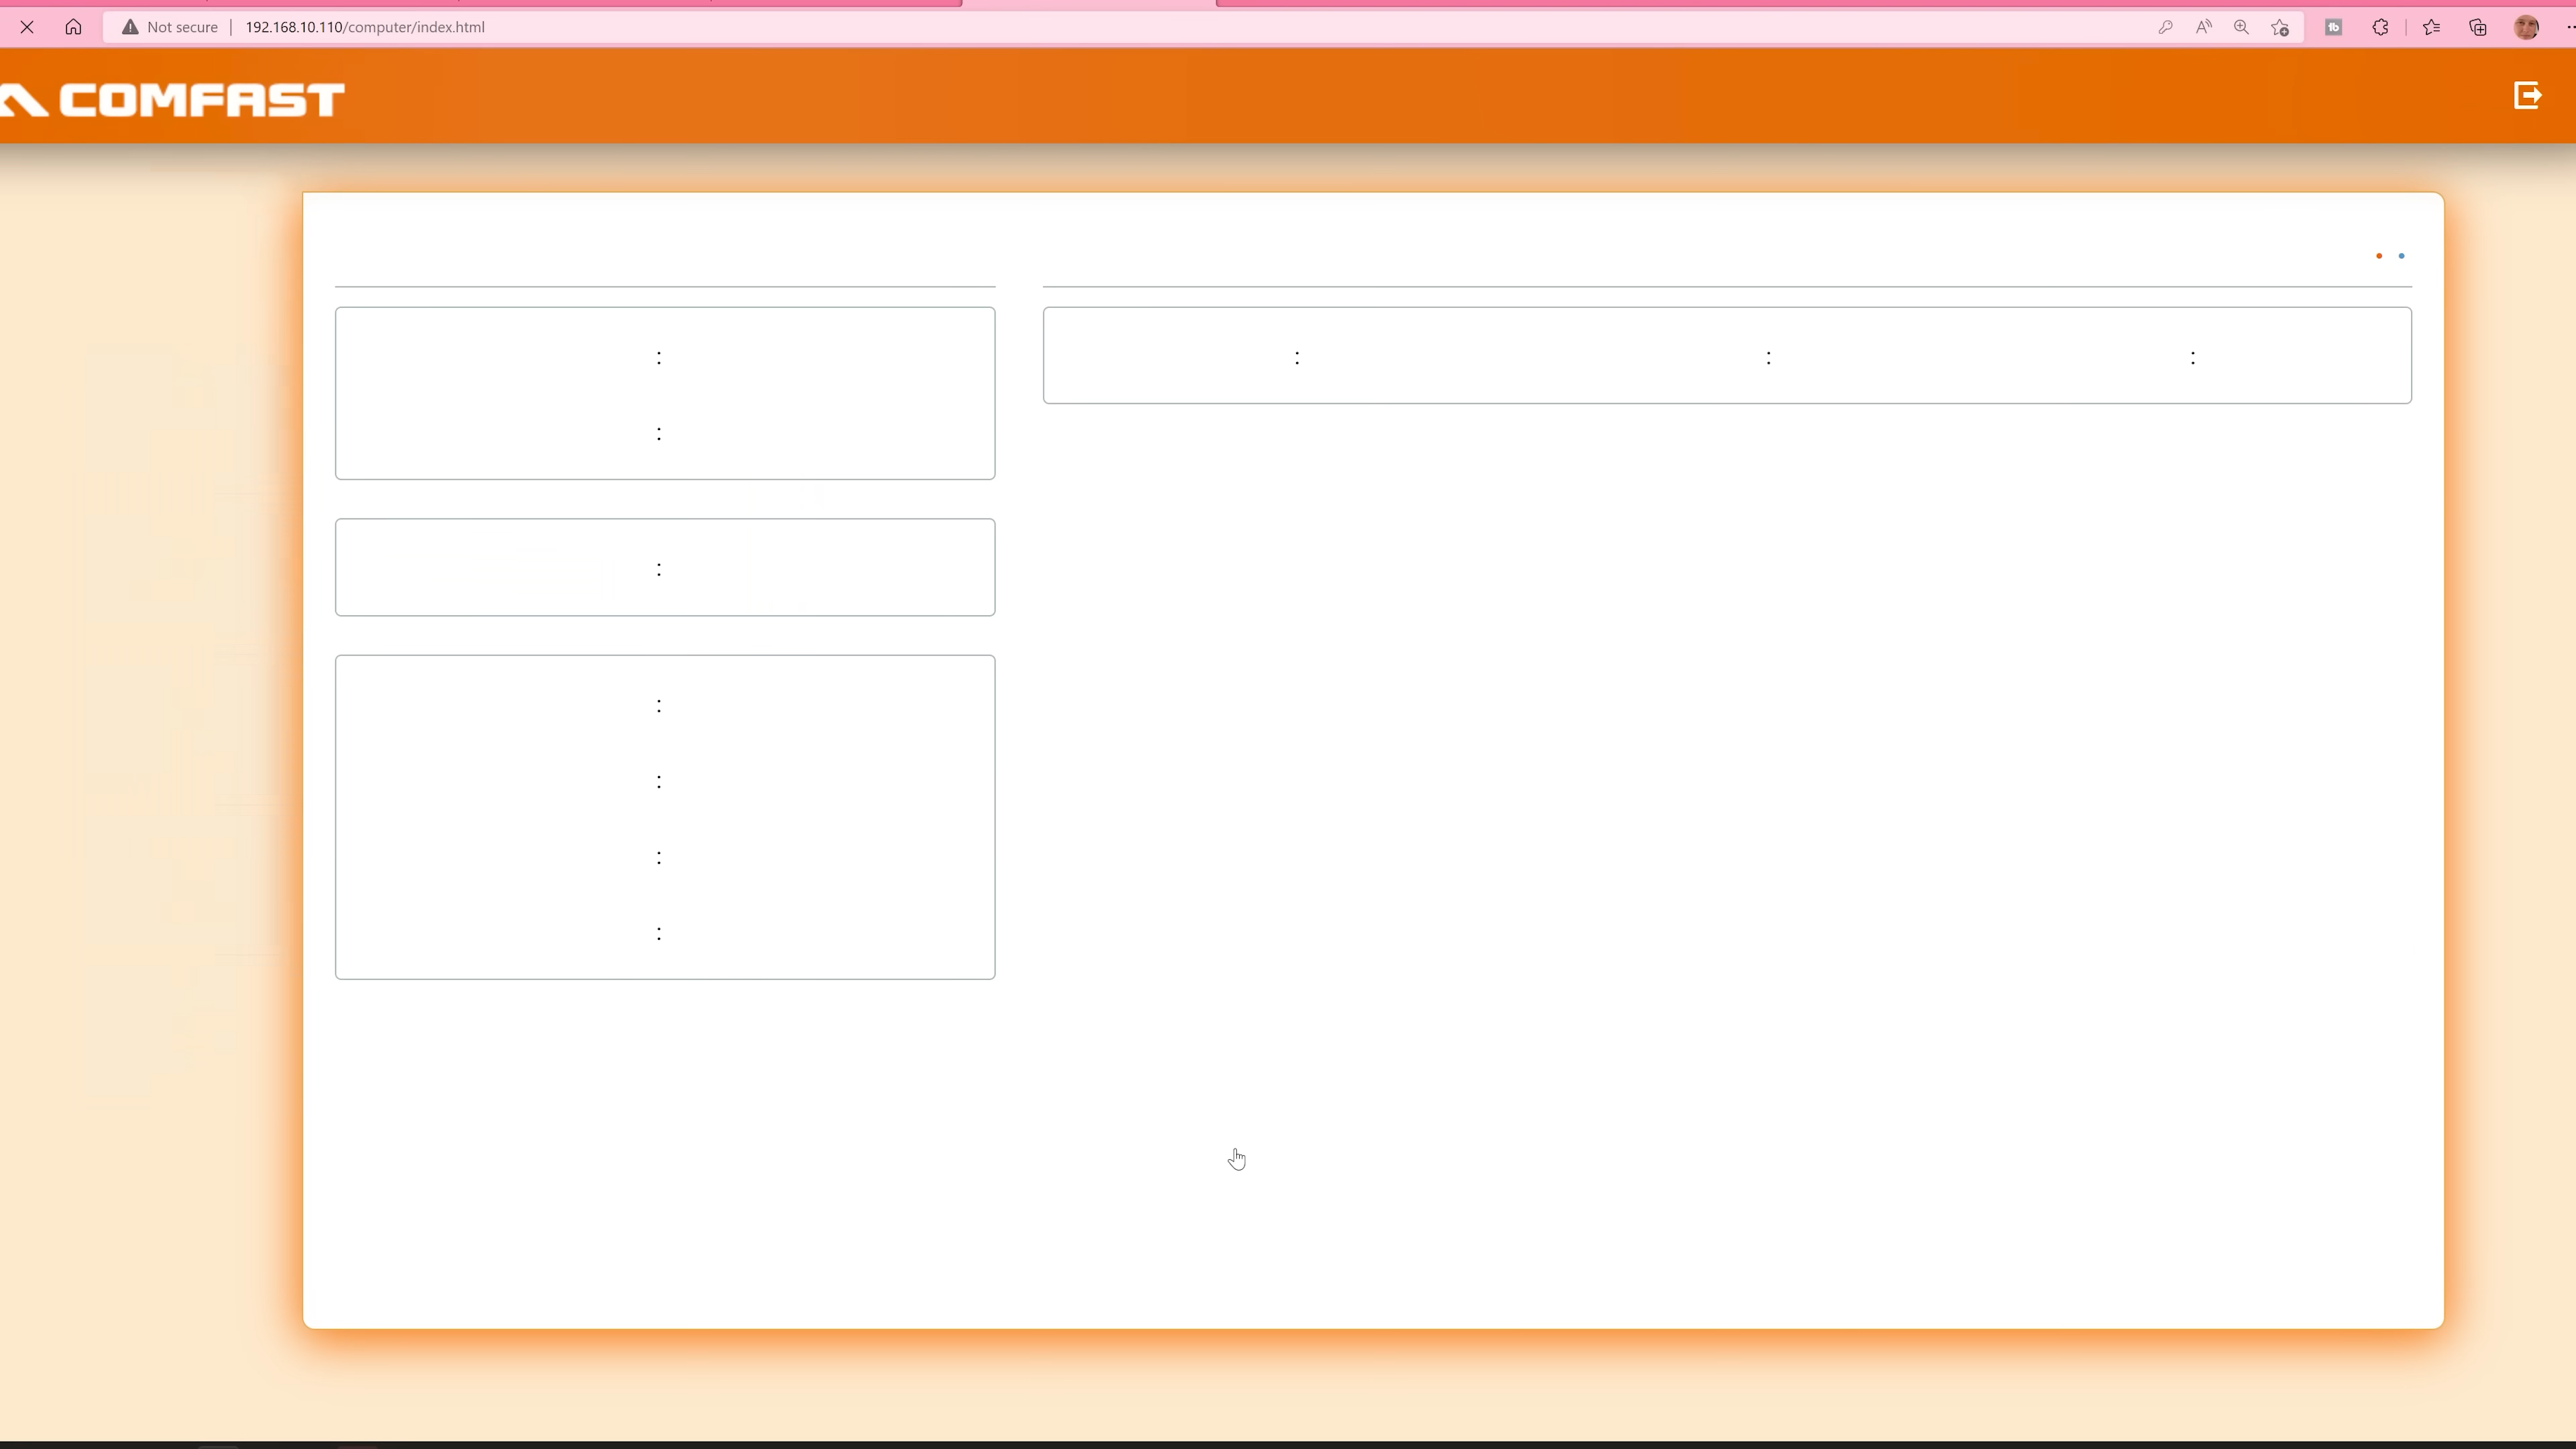 Not secure
192.168.10.110/computer/index.html
COMFAST
: : : :
:
:
:
:
:
: